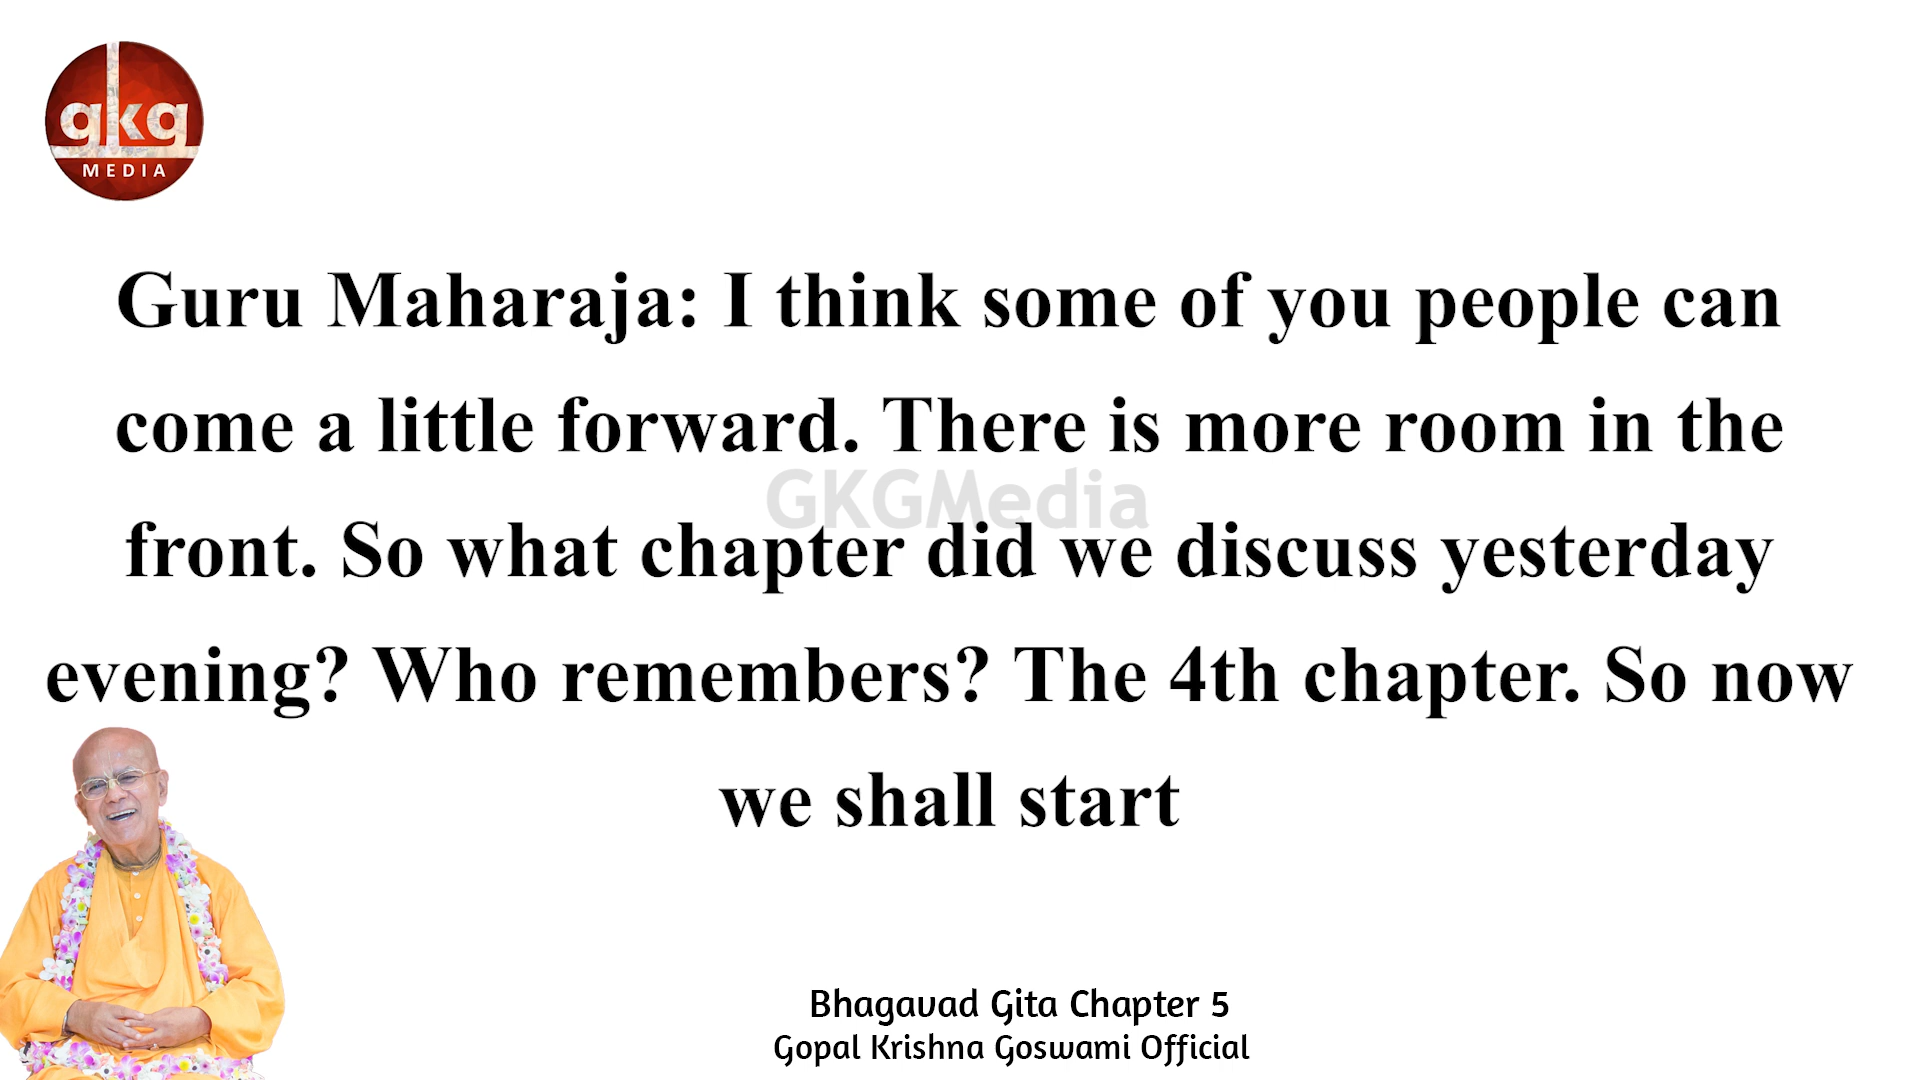 gkg
MEDIA
Guru Maharaja: I think some of you people can
come a little forward. There is more room in the
GKGMedia
front. So what chapter did we discuss yesterday
evening? Who remembers? The 4th chapter. So now
we shall start
Bhagavad Gita Chapter 5
Gopal Krishna Goswami Official